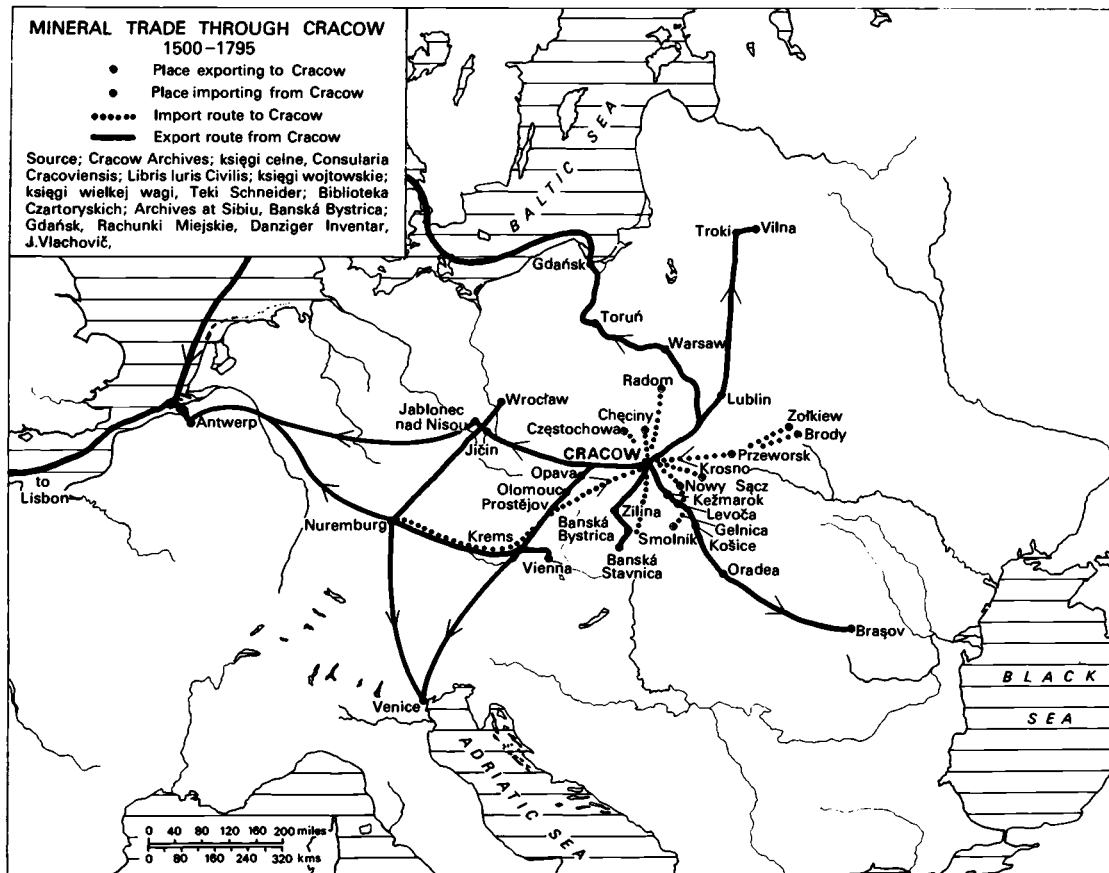 MINERAL TRADE THROUGH CRACOW
1500–1795
Place exporting to Cracow
Place importing from Cracow
Import route to Cracow
Export route from Cracow
Source; Cracow Archives; księgi celne, Consularia
Cracoviensis; Libris Iuris Civilis; księgi wojtowskie;
księgi wielkej wagi, Teki Schneider; Biblioteka
Czartoryskich; Archives at Sibiu, Banská Bystrica;
Gdańsk, Rachunki Miejskie, Danziger Inventar,
J.Vlachovič,
BALTIC SEA
Troki
Vilna
Gdańsk
Toruń
Warsaw
Radom
Lublin
Wrocław
Jabłonec
nad Nisou
Jičin
Antwerp
Chęciny
Częstochowa
Żołkiew
Brody
CRACOW
Przeworsk
to
Lisbon
Opava
Krosno
Olomouc
Nowy Sącz
Prostějov
Kežmarok
Levoča
Nuremburg
Krems
Banská
Bystrica
Zilina
Gelnica
Smolnik
Košice
Vienna
Banská
Stavnica
Oradea
Braşov
Venice
BLACK
SEA
ADRIATIC SEA
0 40 80 120 160 200 miles
0 80 160 240 320 kms